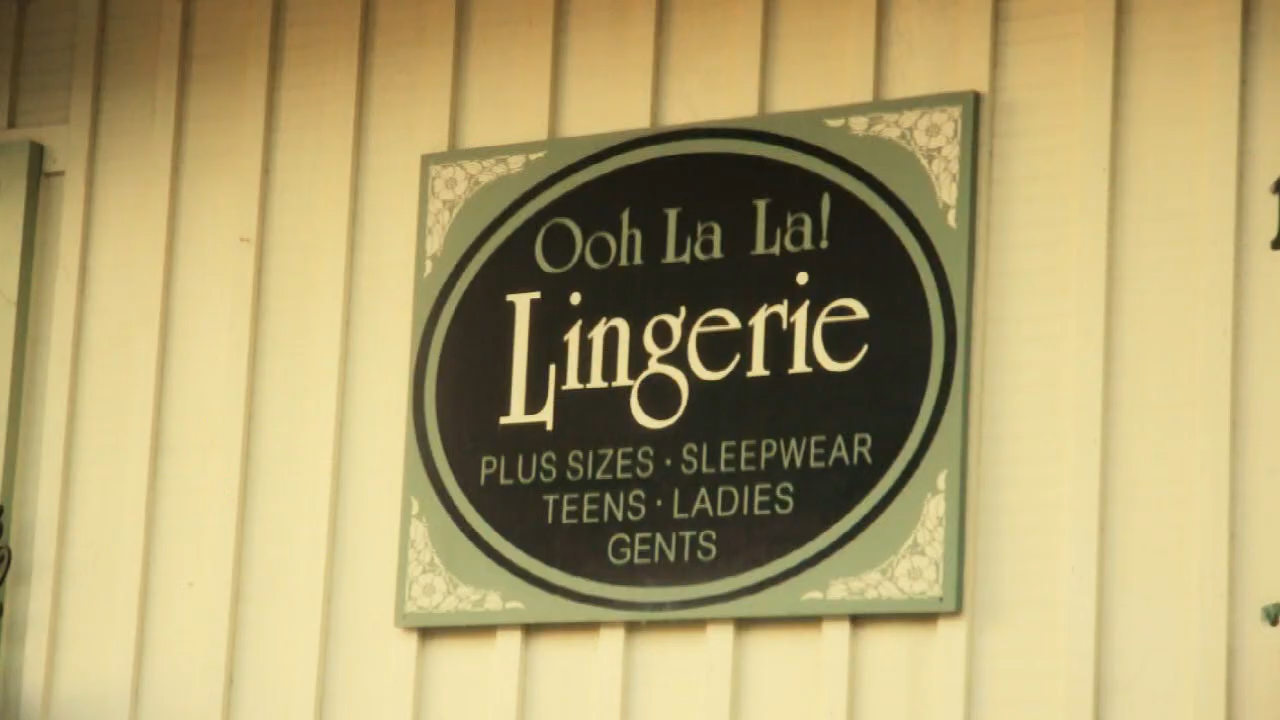 Ooh La La!
Lingerie
PLUS SIZES · SLEEPWEAR
TEENS · LADIES
GENTS